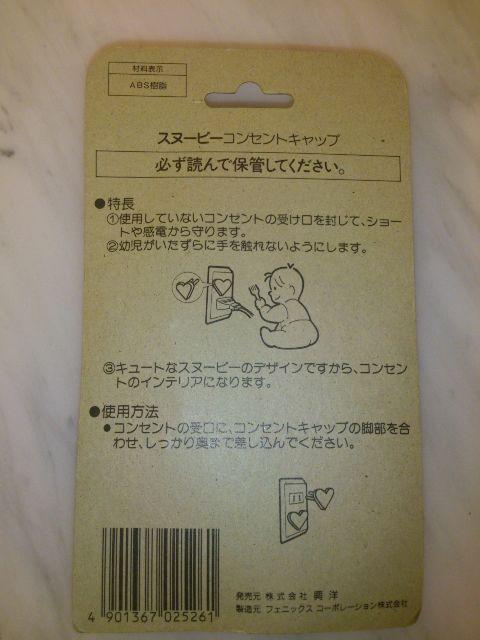 材料表示
ABS樹脂
スヌーピーコンセントキャップ
必ず読んで保管してください。
●特長
①使用していないコンセントの受け口を封じて、ショー
トや感電から守ります。
②幼児がいたずらに手を触れないようにします。
③キュートなスヌーピーのデザインですから、コンセン
トのインテリアになります。
●使用方法
●コンセントの受口に、コンセントキャップの脚部を合
わせ、しっかり奥まで差し込んでください。
発売元 株式会社 興洋
製造元 フェニックス コーポレーション株式会社
4 901367 025261